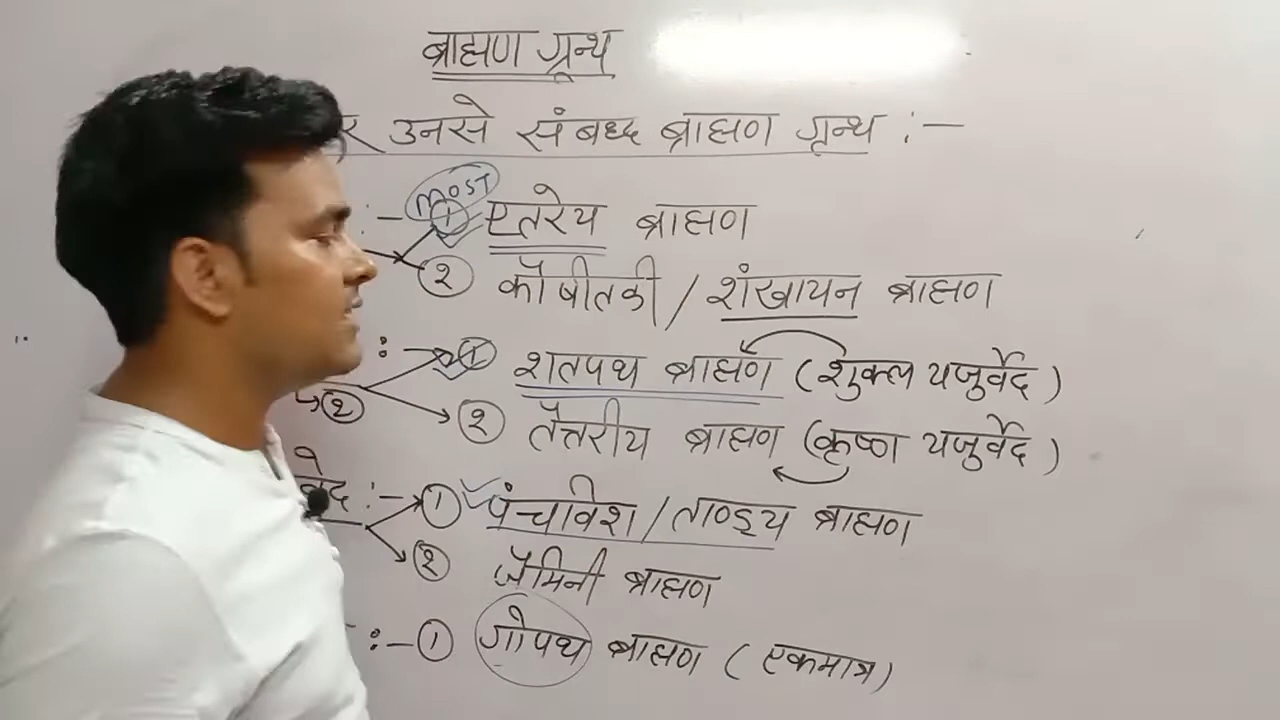 ब्राह्मण ग्रन्थ
र उनसे संबध्द ब्राह्मण ग्रन्थ :-
:- MOST ① एतरेय ब्राह्मण
② कौषीतकी / शंखायन ब्राह्मण
: ① शतपथ ब्राह्मण (शुक्ल यजुर्वेद)
② ② तैत्तरीय ब्राह्मण (कृष्ण यजुर्वेद)
वेद :- ① पंचविश / ताण्ड्य ब्राह्मण
② जैमिनी ब्राह्मण
:- ① गोपथ ब्राह्मण ( एकमात्र)